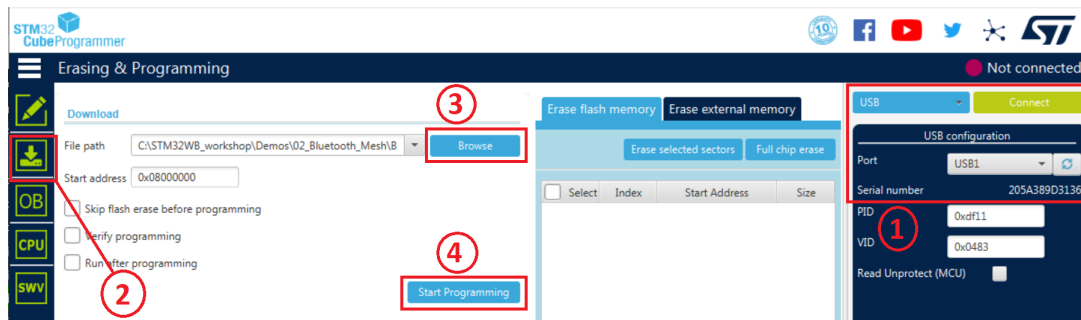 STM32
CubeProgrammer
10
Erasing & Programming
Not connected
Download
3
File path
C:\STM32WB_workshop\Demos\02_Bluetooth_Mesh\B
Browse
Start address
0x08000000
Skip flash erase before programming
Verify programming
Run after programming
4
Start Programming
OB
CPU
SWV
2
Erase flash memory
Erase external memory
Erase selected sectors
Full chip erase
Select
Index
Start Address
Size
USB
Connect
USB configuration
Port
USB1
Serial number
205A389D3136
PID
0xdf11
1
VID
0x0483
Read Unprotect (MCU)